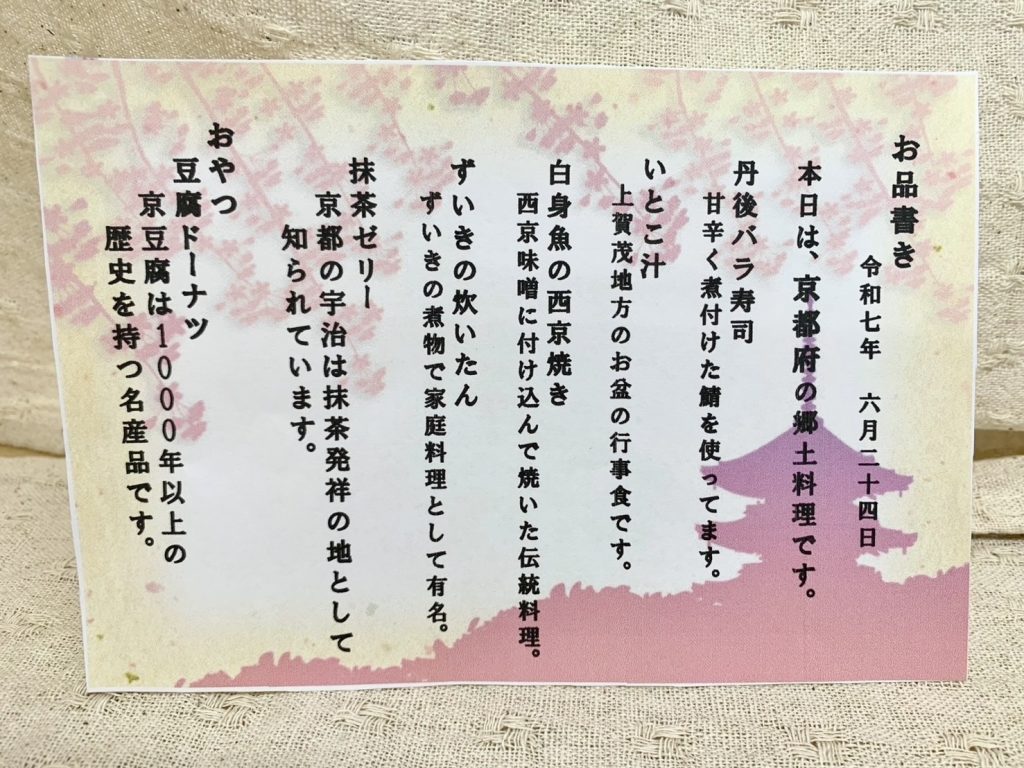 お品書き
令和七年　六月二十四日
本日は、京都府の郷土料理です。
丹後バラ寿司
甘辛く煮付けた鯖を使ってます。
いとこ汁
上賀茂地方のお盆の行事食です。
白身魚の西京焼き
西京味噌に付け込んで焼いた伝統料理。
ずいきの炊いたん
ずいきの煮物で家庭料理として有名。
抹茶ゼリー
京都の宇治は抹茶発祥の地として
知られています。
おやつ
豆腐ドーナツ
京豆腐は1000年以上の
歴史を持つ名産品です。